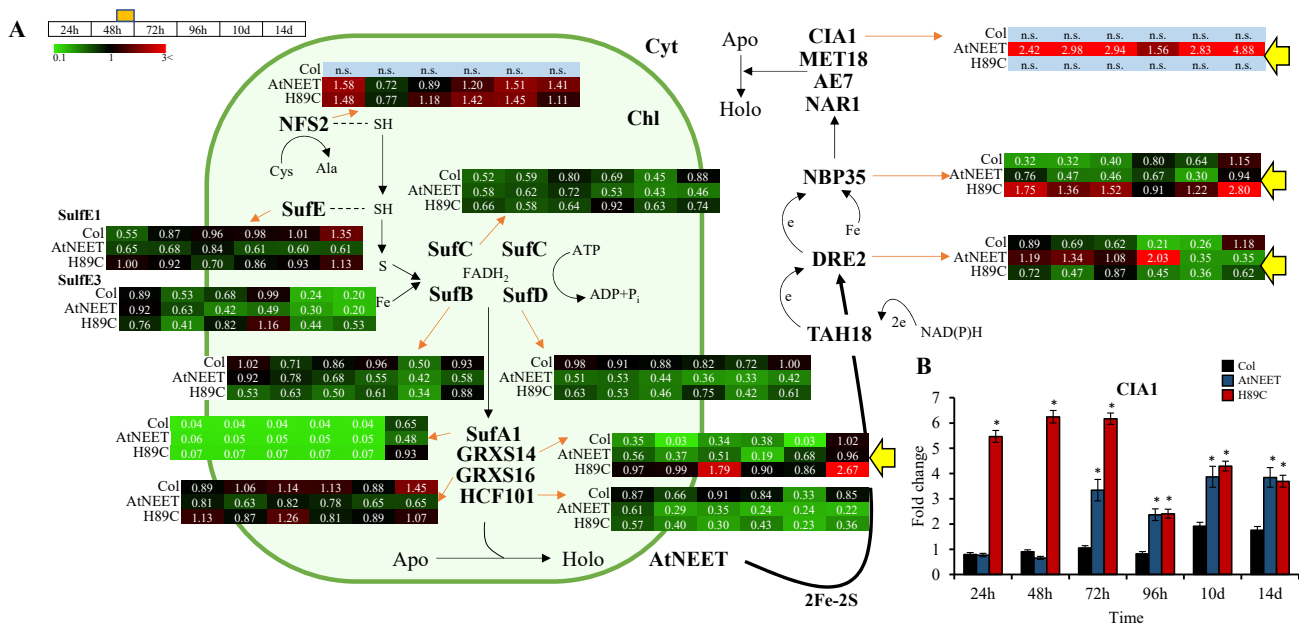 A
24h 48h 72h 96h 10d 14d
0.1 1 3<
Cyt
Chl
Col n.s. n.s. n.s. n.s. n.s. n.s.
AtNEET 1.58 0.72 0.89 1.20 1.51 1.41
H89C 1.48 0.77 1.18 1.42 1.45 1.11
NFS2
SH
Cys
Ala
SufE
SH
SulfE1
Col 0.55 0.87 0.96 0.98 1.01 1.35
AtNEET 0.65 0.68 0.84 0.61 0.60 0.61
H89C 1.00 0.92 0.70 0.86 0.93 1.13
SulfE3
Col 0.89 0.53 0.68 0.99 0.24 0.20
AtNEET 0.92 0.63 0.42 0.49 0.30 0.20
H89C 0.76 0.41 0.82 1.16 0.44 0.53
S
Fe
Col 0.52 0.59 0.80 0.69 0.45 0.88
AtNEET 0.58 0.62 0.72 0.53 0.43 0.46
H89C 0.66 0.58 0.64 0.92 0.63 0.74
SufC SufC
FADH2
SufB SufD
ATP
ADP+Pi
Col 1.02 0.71 0.86 0.96 0.50 0.93
AtNEET 0.92 0.78 0.68 0.55 0.42 0.58
H89C 0.53 0.63 0.50 0.61 0.34 0.88
Col 0.98 0.91 0.88 0.82 0.72 1.00
AtNEET 0.51 0.53 0.44 0.36 0.33 0.42
H89C 0.61 0.53 0.46 0.75 0.42 0.61
Col 0.04 0.04 0.04 0.04 0.04 0.65
AtNEET 0.06 0.05 0.05 0.05 0.05 0.48
H89C 0.07 0.07 0.07 0.07 0.07 0.93
SufA1
GRXS14
GRXS16
HCF101
Col 0.35 0.03 0.34 0.38 0.03 1.02
AtNEET 0.56 0.37 0.51 0.19 0.68 0.96
H89C 0.97 0.99 1.79 0.90 0.86 2.67
Col 0.89 1.06 1.14 1.13 0.88 1.45
AtNEET 0.81 0.63 0.82 0.78 0.65 0.65
H89C 1.13 0.87 1.26 0.81 0.89 1.07
Col 0.87 0.66 0.91 0.84 0.33 0.85
AtNEET 0.61 0.29 0.35 0.24 0.24 0.22
H89C 0.57 0.40 0.30 0.43 0.23 0.36
Apo Holo
AtNEET
2Fe-2S
Apo
Holo
CIA1
MET18
AE7
NAR1
Col n.s. n.s. n.s. n.s. n.s. n.s.
AtNEET 2.42 2.98 2.94 1.56 2.83 4.88
H89C n.s. n.s. n.s. n.s. n.s. n.s.
NBP35
Col 0.32 0.32 0.40 0.80 0.64 1.15
AtNEET 0.76 0.47 0.46 0.67 0.30 0.94
H89C 1.75 1.36 1.52 0.91 1.22 2.80
e
Fe
DRE2
Col 0.89 0.69 0.62 0.21 0.26 1.18
AtNEET 1.19 1.34 1.08 2.03 0.35 0.35
H89C 0.72 0.47 0.87 0.45 0.36 0.62
e
TAH18
2e
NAD(P)H
B
CIA1
Col
AtNEET
H89C
Fold change
7
6
5
4
3
2
1
0
* * * * * * * * * *
24h 48h 72h 96h 10d 14d
Time